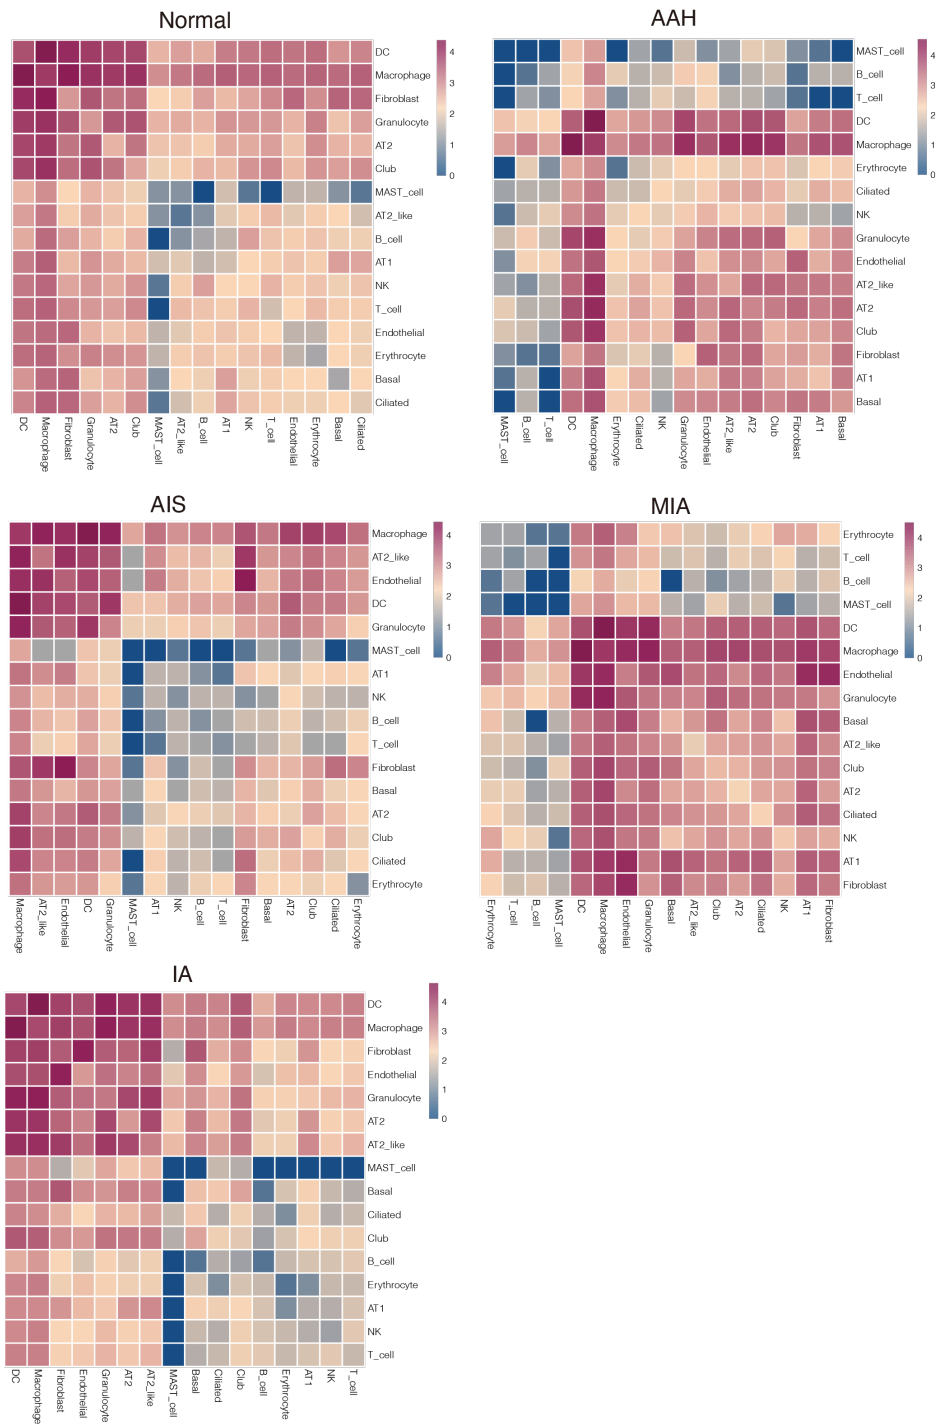 Normal
DC
Macrophage
Fibroblast
Granulocyte
AT2
Club
MAST_cell
AT2_like
B_cell
AT1
NK
T_cell
Endothelial
Erythrocyte
Basal
Ciliated
4
3
2
1
0
DC
Macrophage
Fibroblast
Granulocyte
AT2
Club
MAST_cell
AT2_like
B_cell
AT1
NK
T_cell
Endothelial
Erythrocyte
Basal
Ciliated
AAH
MAST_cell
B_cell
T_cell
DC
Macrophage
Erythrocyte
Ciliated
NK
Granulocyte
Endothelial
AT2_like
AT2
Club
Fibroblast
AT1
Basal
4
3
2
1
0
MAST_cell
B_cell
T_cell
DC
Macrophage
Erythrocyte
Ciliated
NK
Granulocyte
Endothelial
AT2_like
AT2
Club
Fibroblast
AT1
Basal
AIS
Macrophage
AT2_like
Endothelial
DC
Granulocyte
MAST_cell
AT1
NK
B_cell
T_cell
Fibroblast
Basal
AT2
Club
Ciliated
Erythrocyte
4
3
2
1
0
Macrophage
AT2_like
Endothelial
DC
Granulocyte
MAST_cell
AT1
NK
B_cell
T_cell
Fibroblast
Basal
AT2
Club
Ciliated
Erythrocyte
MIA
Erythrocyte
T_cell
B_cell
MAST_cell
DC
Macrophage
Endothelial
Granulocyte
Basal
AT2_like
Club
AT2
Ciliated
NK
AT1
Fibroblast
4
3
2
1
0
Erythrocyte
T_cell
B_cell
MAST_cell
DC
Macrophage
Endothelial
Granulocyte
Basal
AT2_like
Club
AT2
Ciliated
NK
AT1
Fibroblast
IA
DC
Macrophage
Fibroblast
Endothelial
Granulocyte
AT2
AT2_like
MAST_cell
Basal
Ciliated
Club
B_cell
Erythrocyte
AT1
NK
T_cell
4
3
2
1
0
DC
Macrophage
Fibroblast
Endothelial
Granulocyte
AT2
AT2_like
MAST_cell
Basal
Ciliated
Club
B_cell
Erythrocyte
AT1
NK
T_cell